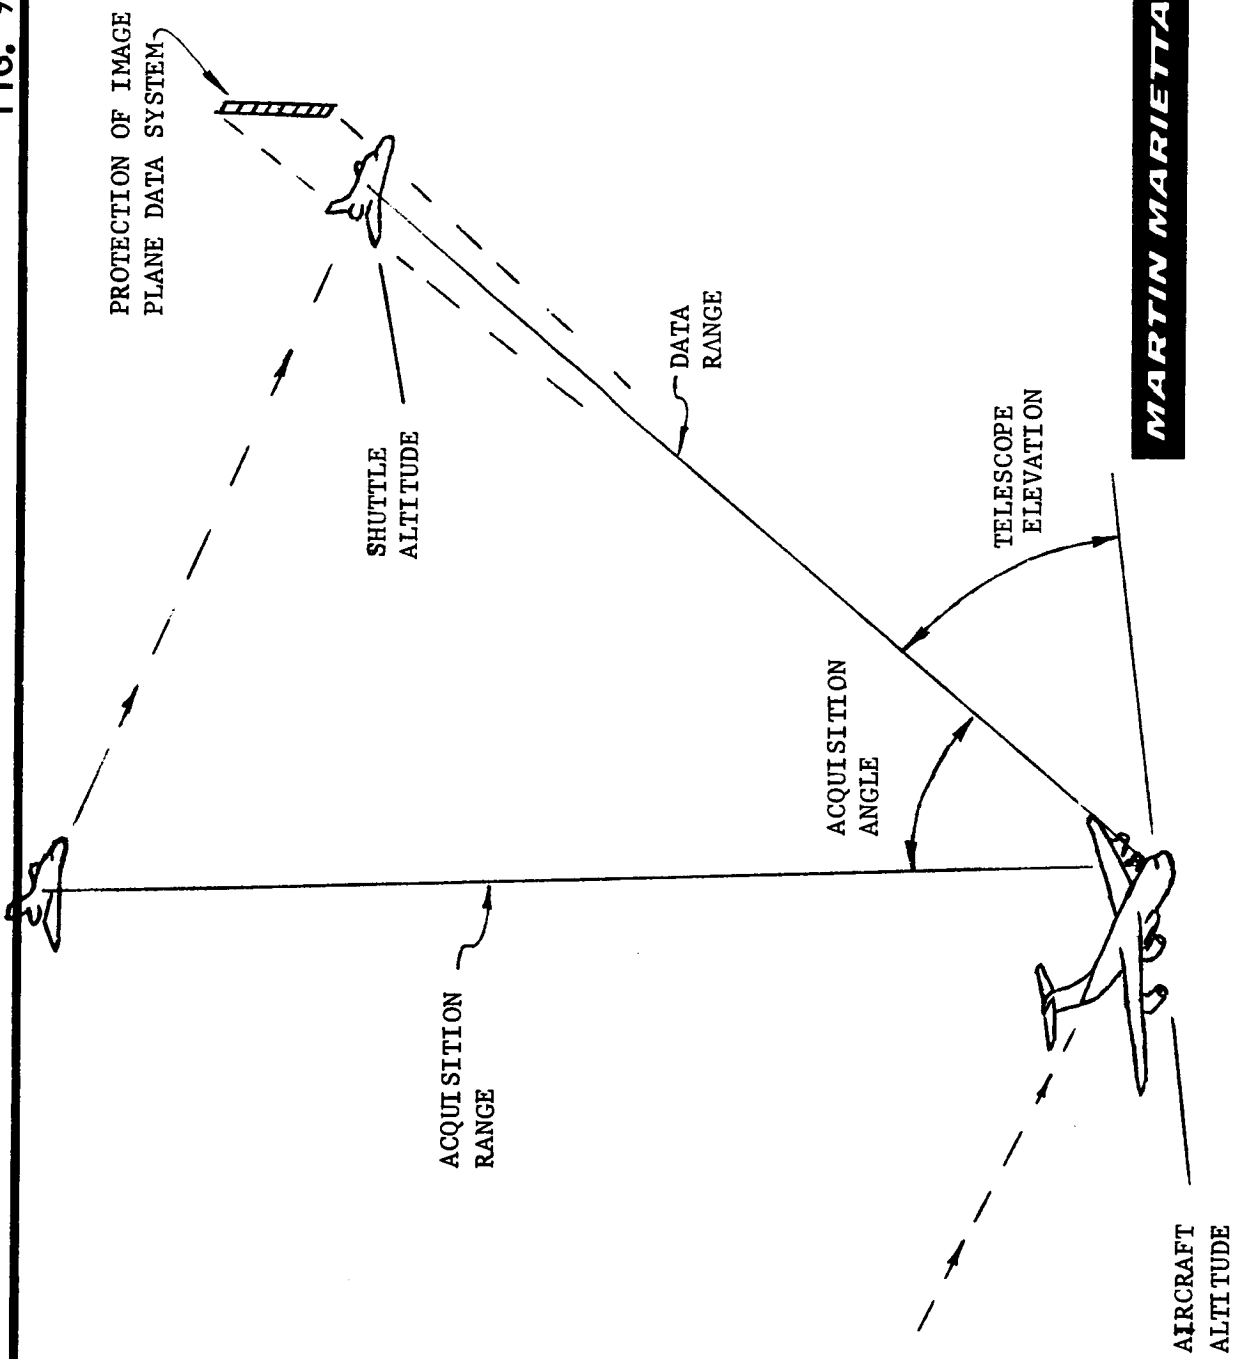 PROTECTION OF IMAGE
PLANE DATA SYSTEM
SHUTTLE
ALTITUDE
DATA
RANGE
ACQUISITION
RANGE
ACQUISITION
ANGLE
TELESCOPE
ELEVATION
AIRCRAFT
ALTITUDE
MARTIN MARIETTA